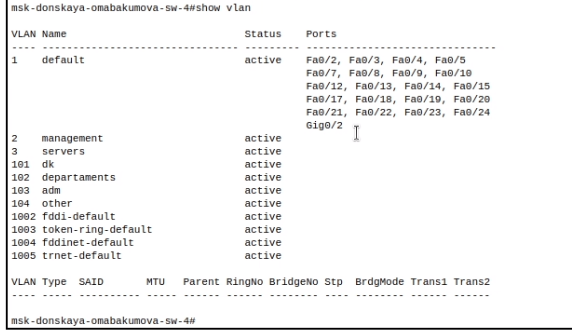 msk-donskaya-omabakumova-sw-4#show vlan
VLAN Name                             Status    Ports
---- -------------------------------- --------- -------------------------------
1    default                          active    Fa0/2, Fa0/3, Fa0/4, Fa0/5
                                                Fa0/7, Fa0/8, Fa0/9, Fa0/10
                                                Fa0/12, Fa0/13, Fa0/14, Fa0/15
                                                Fa0/17, Fa0/18, Fa0/19, Fa0/20
                                                Fa0/21, Fa0/22, Fa0/23, Fa0/24
                                                Gig0/2
2    management                       active
3    servers                          active
101  dk                               active
102  departaments                     active
103  adm                              active
104  other                            active
1002 fddi-default                     active
1003 token-ring-default               active
1004 fddinet-default                  active
1005 trnet-default                    active
VLAN Type  SAID       MTU   Parent RingNo BridgeNo Stp  BrdgMode Trans1 Trans2
---- ----- ---------- ----- ------ ------ -------- ---- -------- ------ ------
msk-donskaya-omabakumova-sw-4#